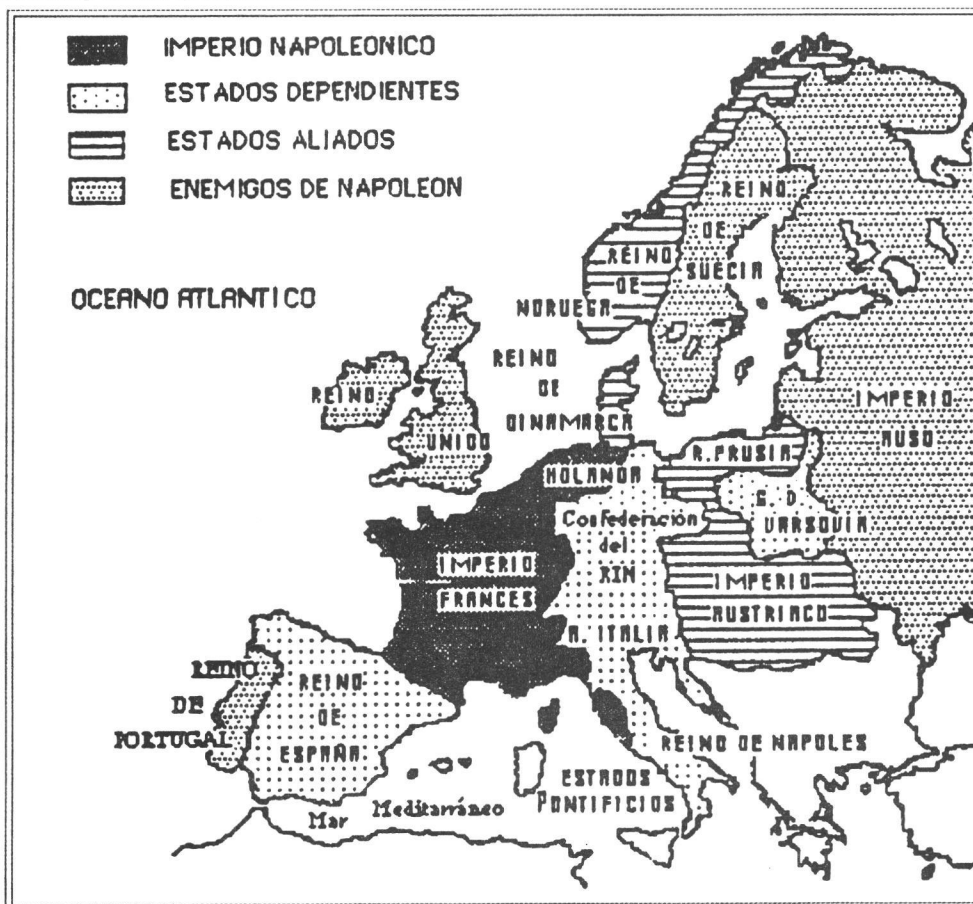 IMPERIO NAPOLEONICO
ESTADOS DEPENDIENTES
ESTADOS ALIADOS
ENEMIGOS DE NAPOLEON
OCEANO ATLANTICO
REINO
DE
SUECIA
REINO
DE
NORUEGA
REINO
DE
DINAMARCA
REINO
UNIDO
IMPERIO
RUSO
R. PRUSIA
HOLANDA
G. D.
VARSOVIA
Confederación
del
RIN
IMPERIO
FRANCES
IMPERIO
AUSTRIACO
R. ITALIA
REINO
DE
PORTUGAL
REINO
DE
ESPAÑA
REINO DE NAPOLES
ESTADOS
PONTIFICIOS
Mar Mediterráneo